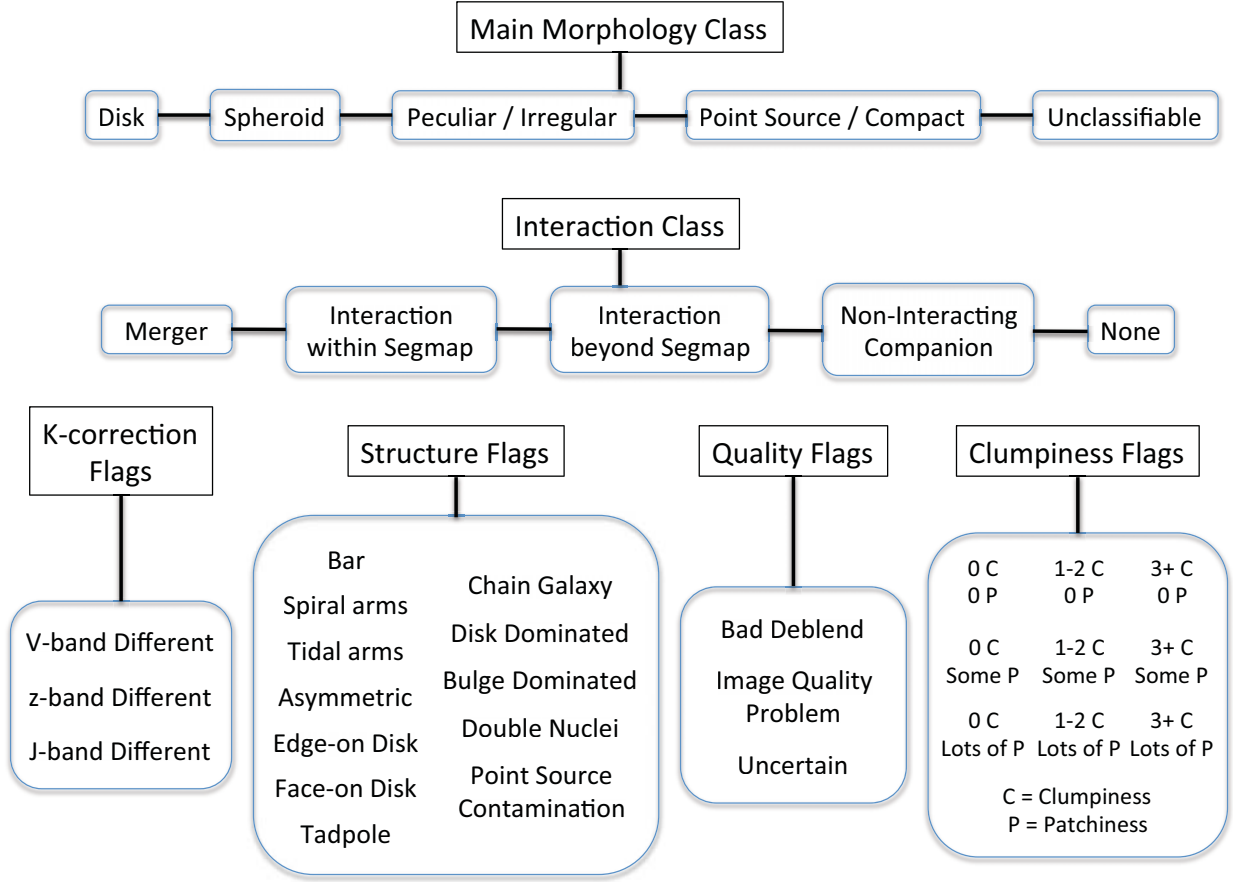 Main Morphology Class
Disk
Spheroid
Peculiar / Irregular
Point Source / Compact
Unclassifiable
Interaction Class
Merger
Interaction
within Segmap
Interaction
beyond Segmap
Non-Interacting
Companion
None
K-correction
Flags
V-band Different
z-band Different
J-band Different
Structure Flags
Bar
Spiral arms
Tidal arms
Asymmetric
Edge-on Disk
Face-on Disk
Tadpole
Chain Galaxy
Disk Dominated
Bulge Dominated
Double Nuclei
Point Source
Contamination
Quality Flags
Bad Deblend
Image Quality
Problem
Uncertain
Clumpiness Flags
0 C 1-2 C 3+ C
0 P 0 P 0 P
0 C 1-2 C 3+ C
Some P Some P Some P
0 C 1-2 C 3+ C
Lots of P Lots of P Lots of P
C = Clumpiness
P = Patchiness